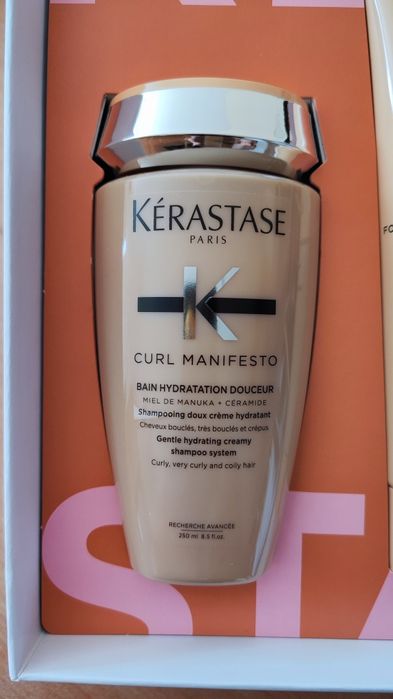 KÉRASTASE
PARIS
K
CURL MANIFESTO
BAIN HYDRATATION DOUCEUR
MIEL DE MANUKA + CÉRAMIDE
Shampooing doux crème hydratant
Cheveux bouclés, très bouclés et crépus
Gentle hydrating creamy
shampoo system
Curly, very curly and coily hair
RECHERCHE AVANCÉE
250 ml 8.5 fl.oz.
FO
STA